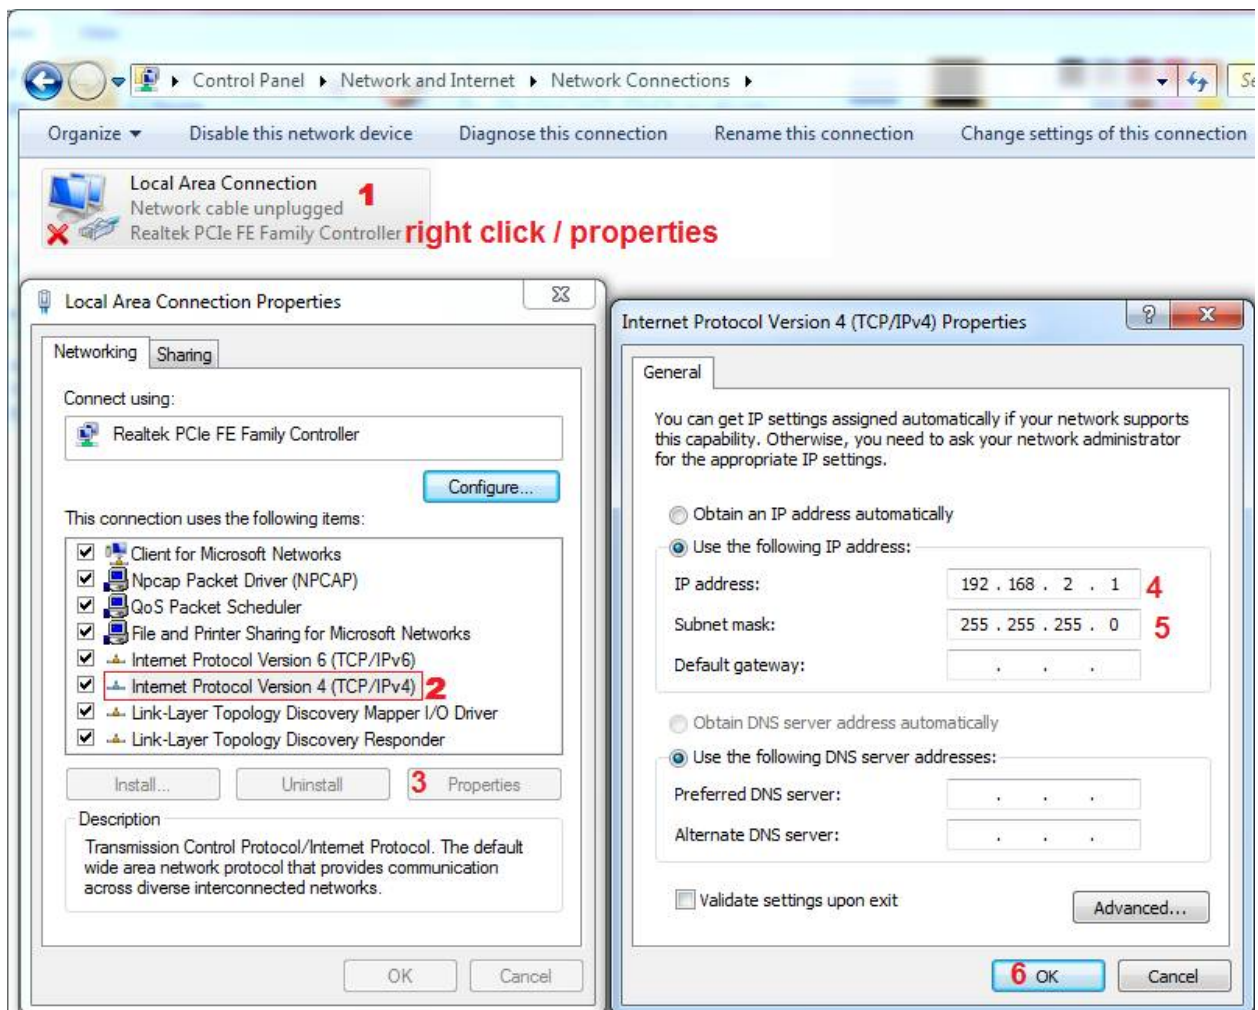 Control Panel ▸ Network and Internet ▸ Network Connections ▸
Organize ▾ Disable this network device Diagnose this connection Rename this connection Change settings of this connection
Local Area Connection
1
Network cable unplugged
Realtek PCIe FE Family Controller
right click / properties
Local Area Connection Properties
Networking
Sharing
Connect using:
Realtek PCIe FE Family Controller
Configure...
This connection uses the following items:
Client for Microsoft Networks
Npcap Packet Driver (NPCAP)
QoS Packet Scheduler
File and Printer Sharing for Microsoft Networks
Internet Protocol Version 6 (TCP/IPv6)
Internet Protocol Version 4 (TCP/IPv4) 2
Link-Layer Topology Discovery Mapper I/O Driver
Link-Layer Topology Discovery Responder
Install... Uninstall 3 Properties
Description
Transmission Control Protocol/Internet Protocol. The default
wide area network protocol that provides communication
across diverse interconnected networks.
OK Cancel
Internet Protocol Version 4 (TCP/IPv4) Properties
General
You can get IP settings assigned automatically if your network supports
this capability. Otherwise, you need to ask your network administrator
for the appropriate IP settings.
Obtain an IP address automatically
Use the following IP address:
IP address: 192 . 168 . 2 . 1 4
Subnet mask: 255 . 255 . 255 . 0 5
Default gateway: . . .
Obtain DNS server address automatically
Use the following DNS server addresses:
Preferred DNS server: . . .
Alternate DNS server: . . .
Validate settings upon exit
Advanced...
6 OK Cancel